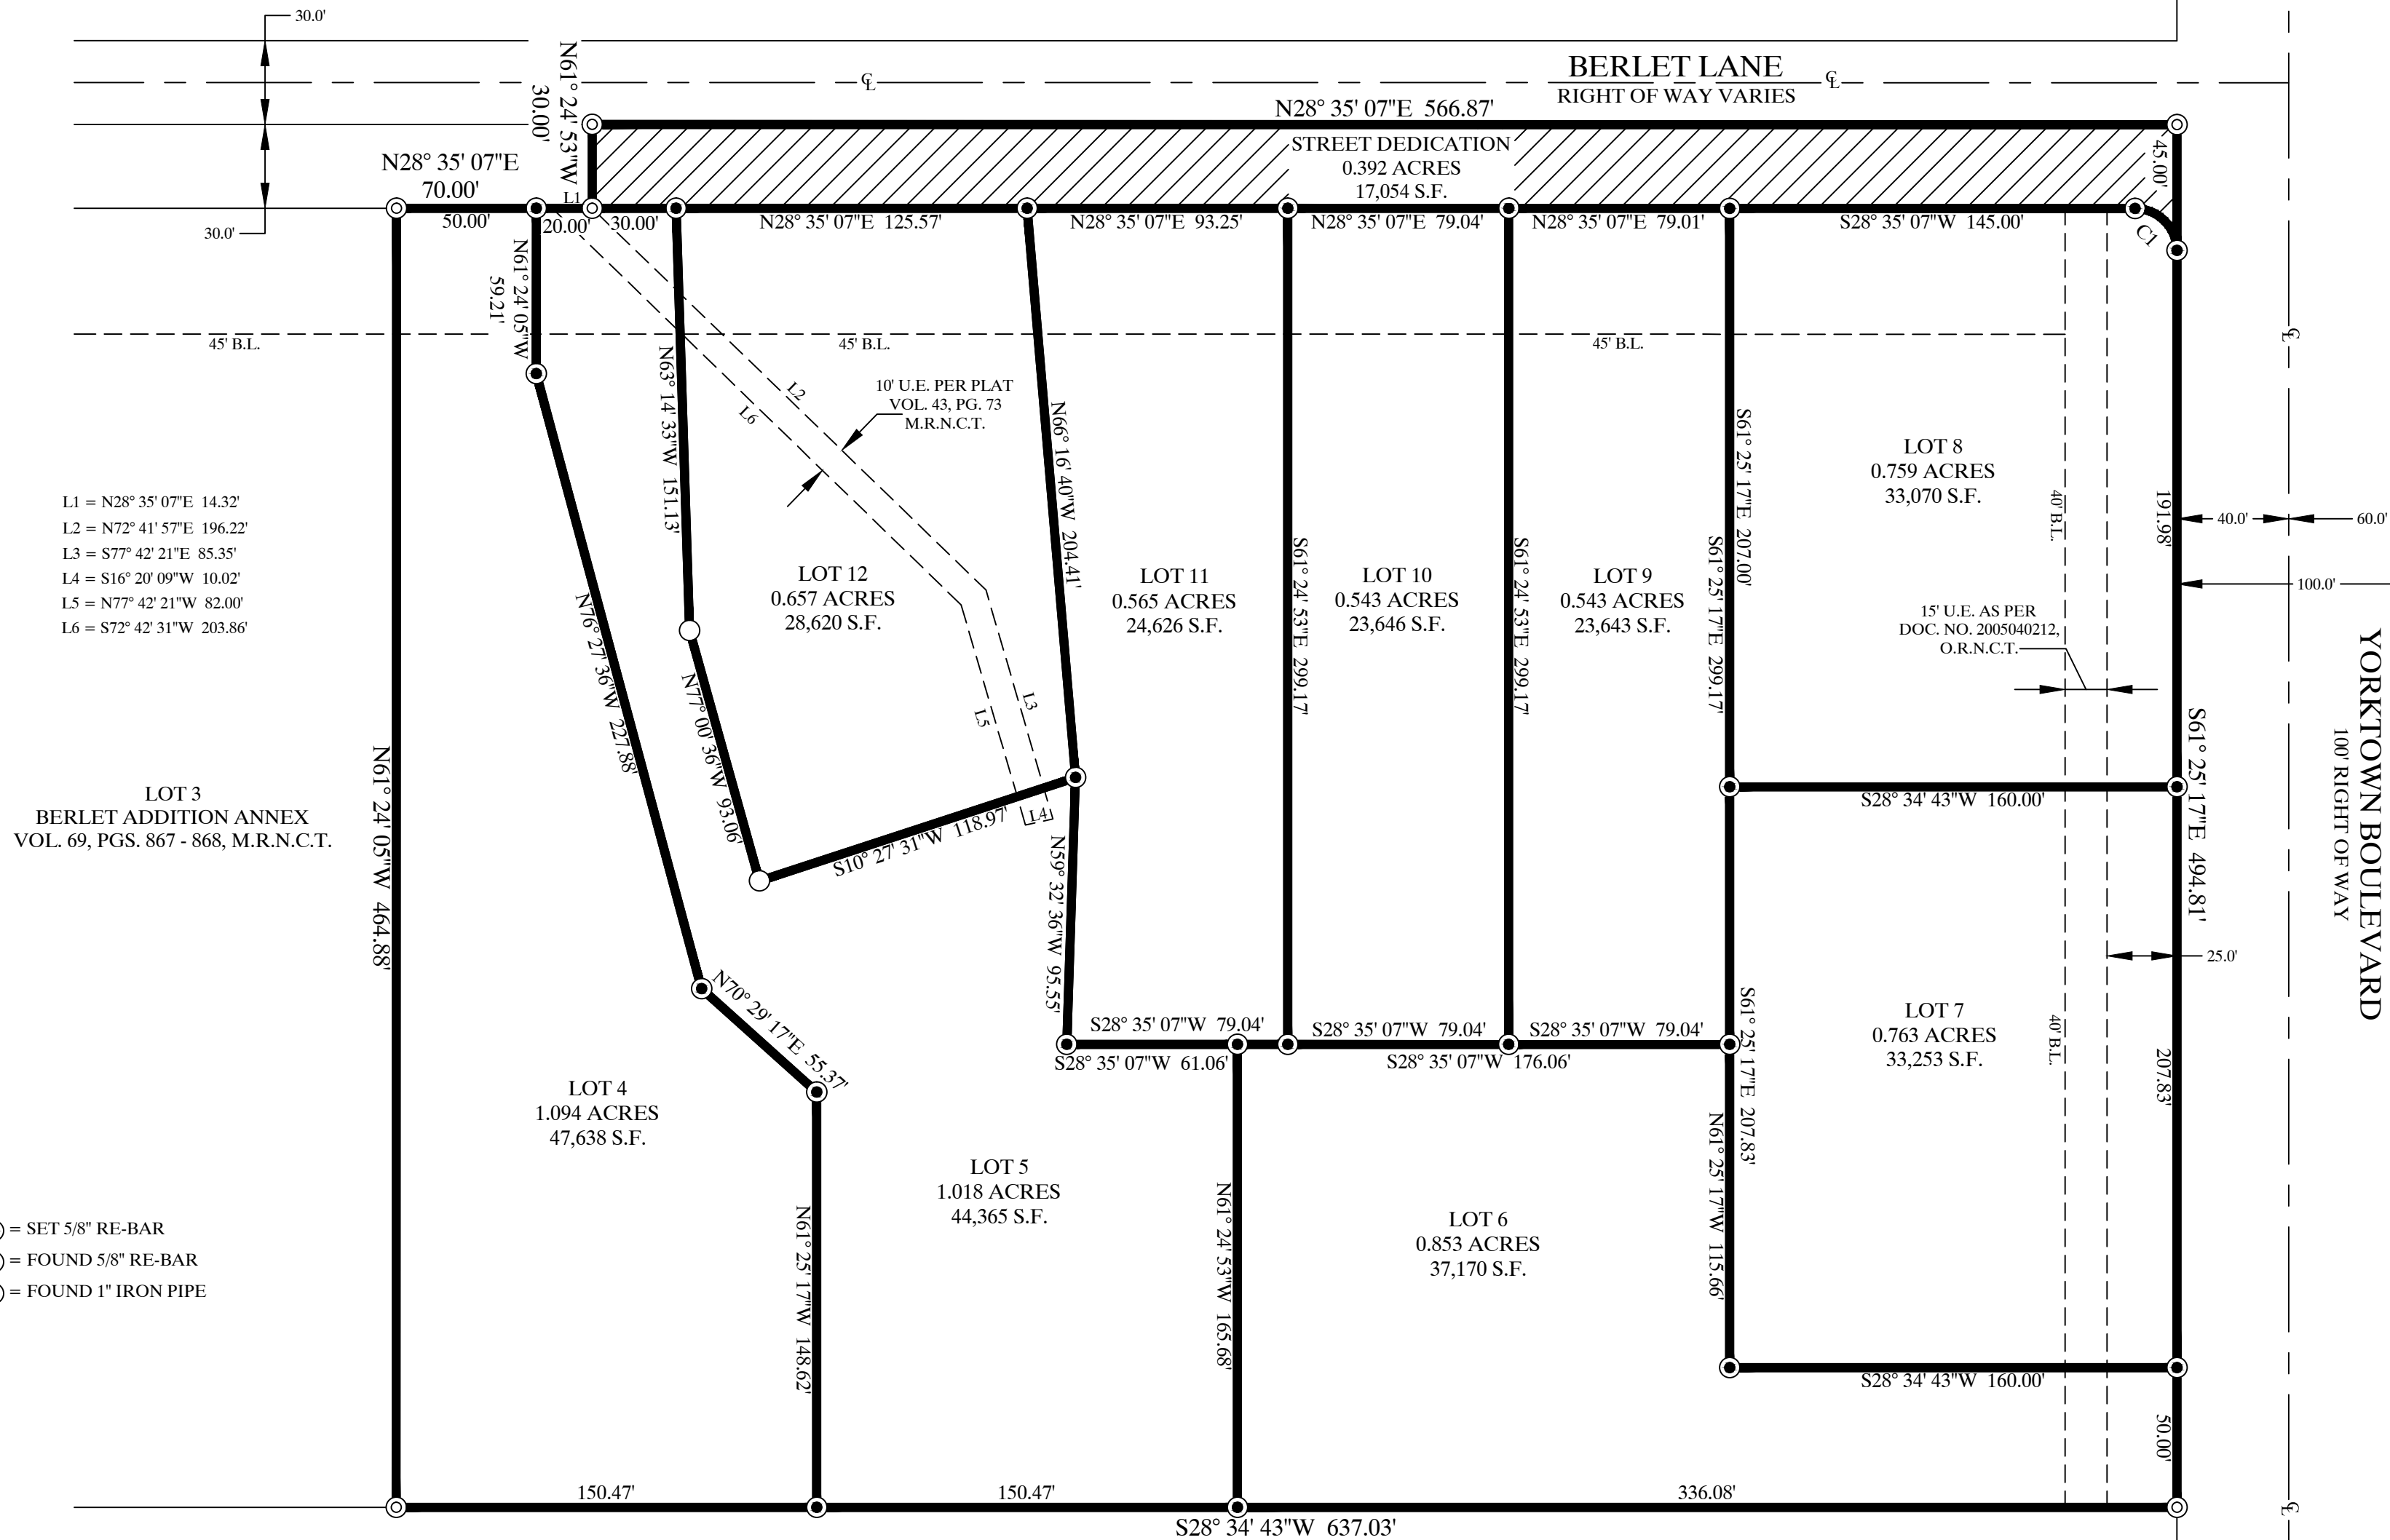 30.0'
BERLET LANE
RIGHT OF WAY VARIES
℄
℄
N61° 24' 53"W
30.00'
N28° 35' 07"E 566.87'
STREET DEDICATION
0.392 ACRES
17,054 S.F.
45.00'
N28° 35' 07"E
70.00'
L1
30.0'
50.00'
20.00'
30.00'
N28° 35' 07"E 125.57'
N28° 35' 07"E 93.25'
N28° 35' 07"E 79.04'
N28° 35' 07"E 79.01'
S28° 35' 07"W 145.00'
C1
N61° 24' 05"W
59.21'
45' B.L.
45' B.L.
45' B.L.
℄
N63° 14' 33"W 151.13'
L2
L6
10' U.E. PER PLAT
VOL. 43, PG. 73
M.R.N.C.T.
N66° 16' 40"W 204.41'
S61° 25' 17"E 207.00'
LOT 8
0.759 ACRES
33,070 S.F.
40' B.L.
191.98'
40.0'
60.0'
100.0'
L1 = N28° 35' 07"E 14.32'
L2 = N72° 41' 57"E 196.22'
L3 = S77° 42' 21"E 85.35'
L4 = S16° 20' 09"W 10.02'
L5 = N77° 42' 21"W 82.00'
L6 = S72° 42' 31"W 203.86'
N76° 27' 36"W 227.88'
LOT 12
0.657 ACRES
28,620 S.F.
LOT 11
0.565 ACRES
24,626 S.F.
S61° 24' 53"E 299.17'
LOT 10
0.543 ACRES
23,646 S.F.
S61° 24' 53"E 299.17'
LOT 9
0.543 ACRES
23,643 S.F.
S61° 25' 17"E 299.17'
15' U.E. AS PER
DOC. NO. 2005040212,
O.R.N.C.T.
YORKTOWN BOULEVARD
100' RIGHT OF WAY
N77° 00' 36"W 93.06'
L3
L5
L4
S10° 27' 31"W 118.97'
S61° 25' 17"E 494.81'
LOT 3
BERLET ADDITION ANNEX
VOL. 69, PGS. 867 - 868, M.R.N.C.T.
N61° 24' 05"W 464.88'
S28° 34' 43"W 160.00'
N59° 32' 36"W 95.55'
25.0'
N70° 29' 17"E 55.37'
S28° 35' 07"W 79.04'
S28° 35' 07"W 79.04'
S28° 35' 07"W 79.04'
S28° 35' 07"W 61.06'
S28° 35' 07"W 176.06'
S61° 25' 17"E 207.83'
LOT 7
0.763 ACRES
33,253 S.F.
40' B.L.
207.83'
LOT 4
1.094 ACRES
47,638 S.F.
N61° 25' 17"W 148.62'
LOT 5
1.018 ACRES
44,365 S.F.
N61° 24' 53"W 165.68'
LOT 6
0.853 ACRES
37,170 S.F.
N61° 25' 17"W 115.66'
= SET 5/8" RE-BAR
= FOUND 5/8" RE-BAR
= FOUND 1" IRON PIPE
S28° 34' 43"W 160.00'
50.00'
150.47'
150.47'
336.08'
S28° 34' 43"W 637.03'
℄